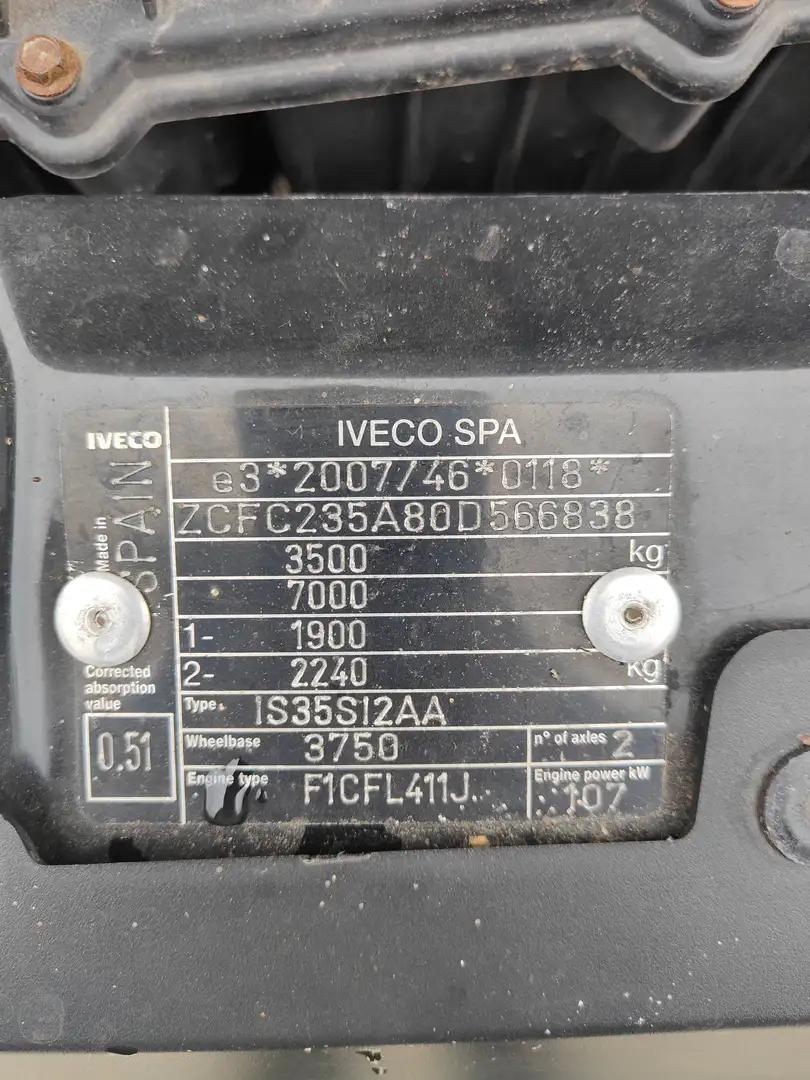 IVECO
Made in
SPAIN
IVECO SPA
e3*2007/46*0118*
ZCFC235A80D566838
3500 kg
7000
1- 1900
2- 2240 kg
Corrected
absorption
value
0.51
Type. IS35SI2AA
Wheelbase 3750 n° of axles 2
Engine type F1CFL411J Engine power kW
107